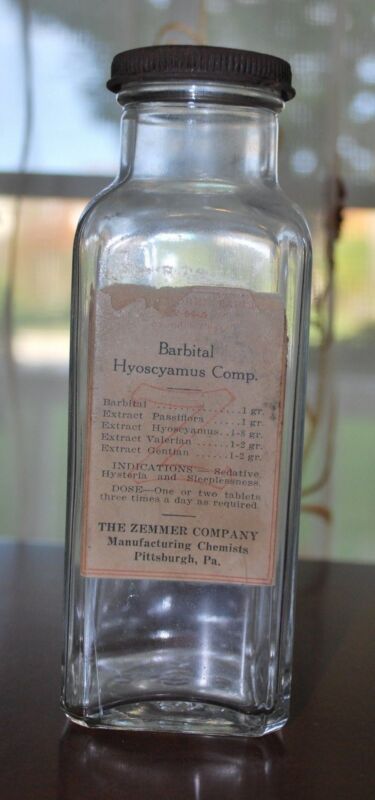 Barbital
Hyoscyamus Comp.
Barbital ..................1 gr.
Extract Passiflora ......1 gr.
Extract Hyoscyamus..1-8 gr.
Extract Valerian ......1-2 gr.
Extract Gentian ......1-2 gr.
INDICATIONS—Sedative,
Hysteria and Sleeplessness.
DOSE—One or two tablets
three times a day as required.
THE ZEMMER COMPANY
Manufacturing Chemists
Pittsburgh, Pa.